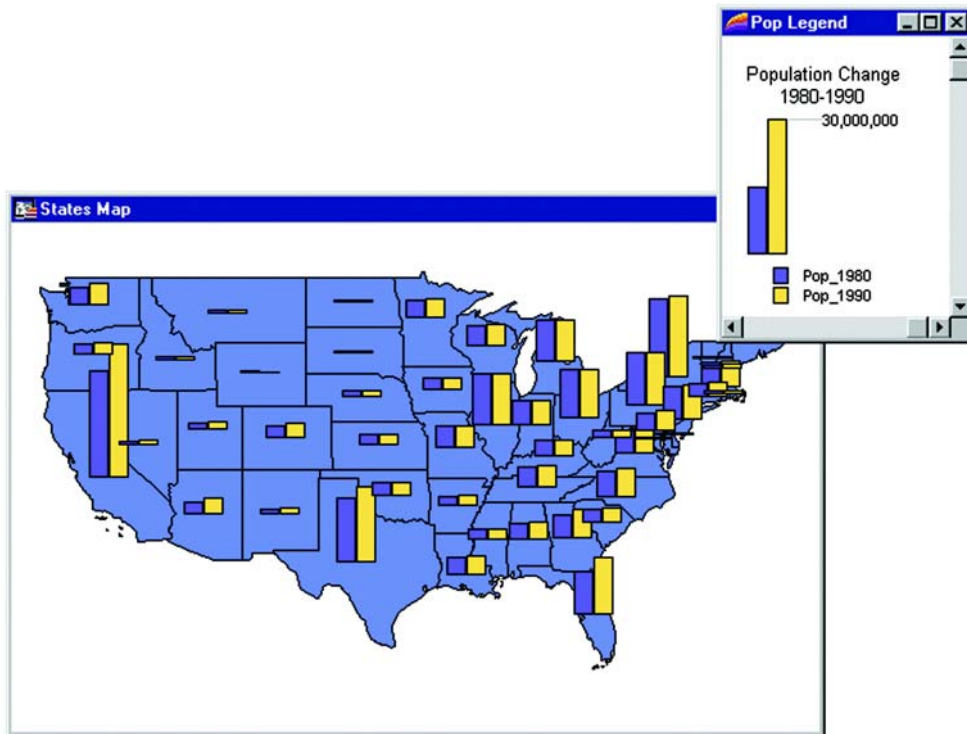 Pop Legend
Population Change
1980-1990
30,000,000
Pop_1980
Pop_1990
States Map